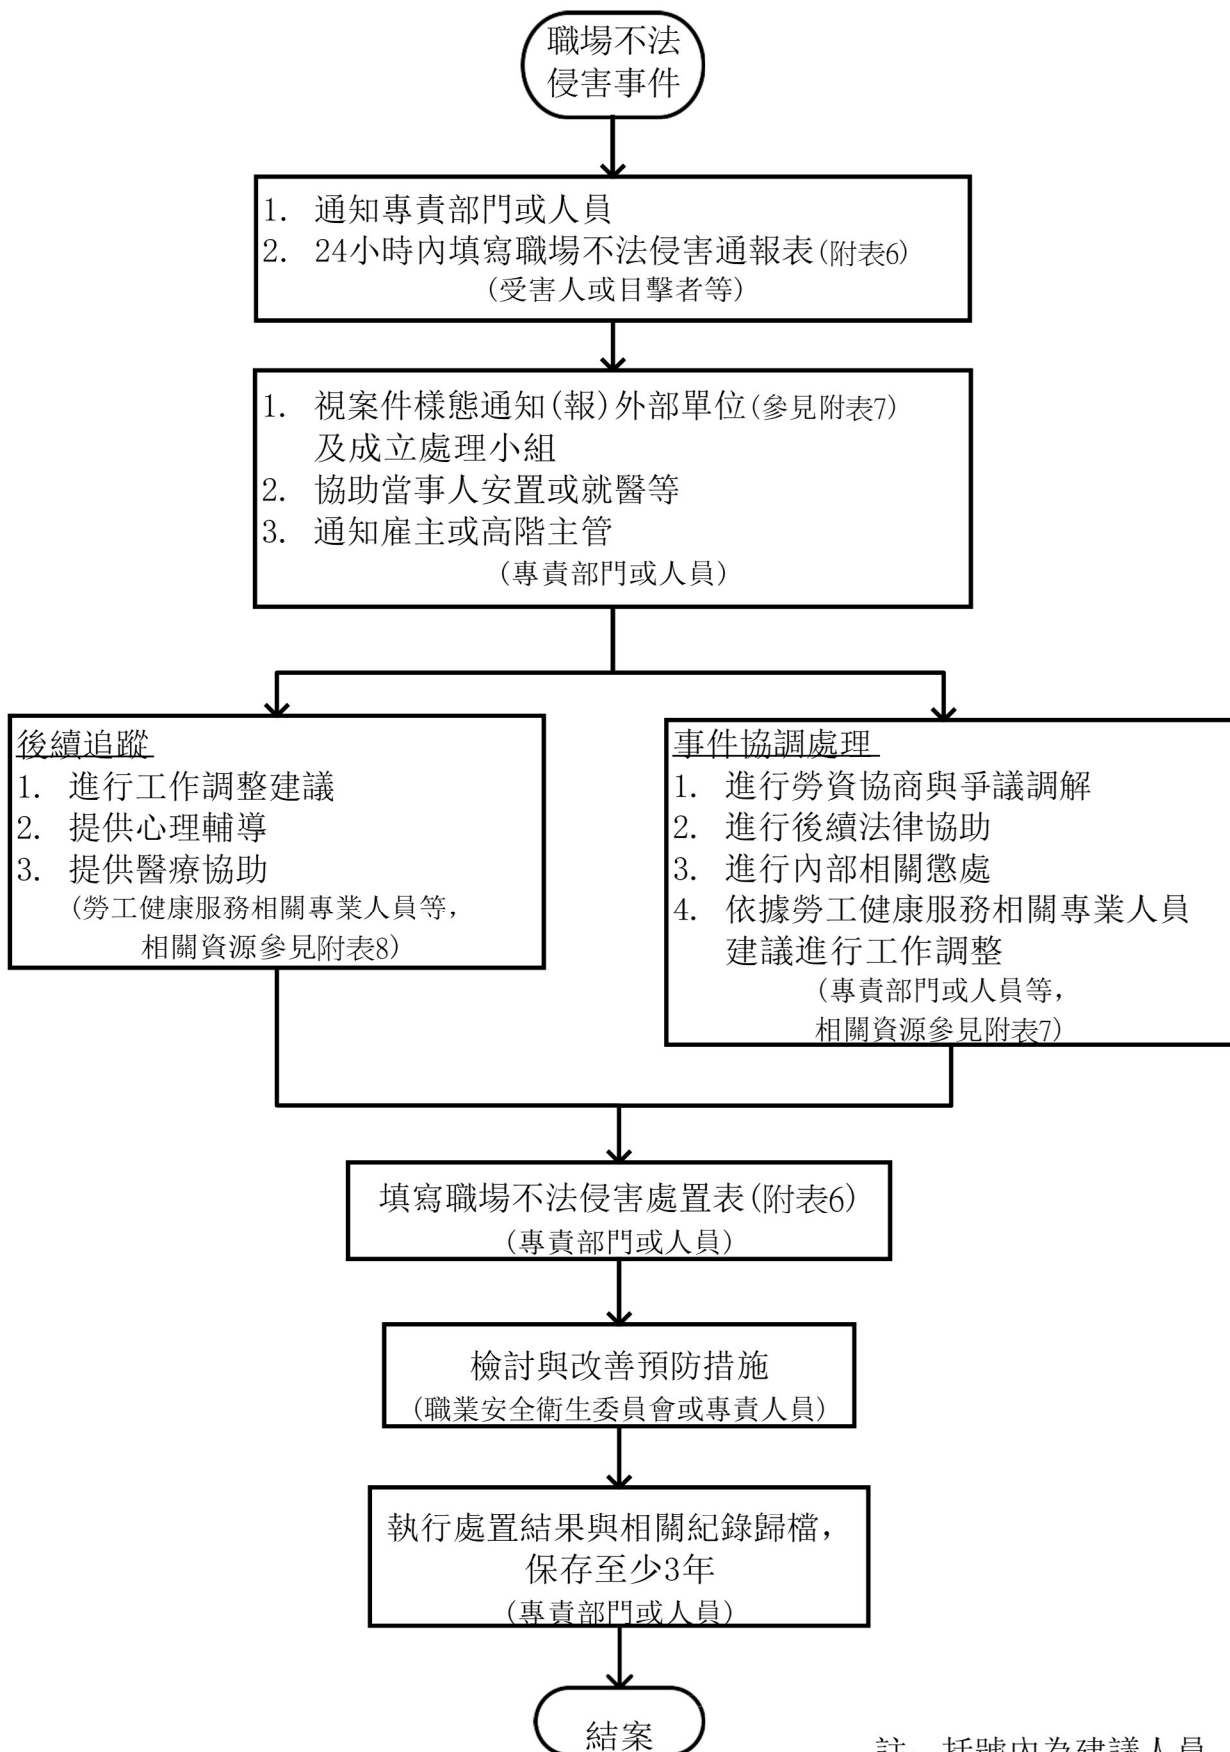 職場不法
侵害事件
1. 通知專責部門或人員
2. 24小時內填寫職場不法侵害通報表(附表6)
(受害人或目擊者等)
1. 視案件樣態通知(報)外部單位(參見附表7)
及成立處理小組
2. 協助當事人安置或就醫等
3. 通知雇主或高階主管
(專責部門或人員)
後續追蹤
1. 進行工作調整建議
2. 提供心理輔導
3. 提供醫療協助
(勞工健康服務相關專業人員等,
相關資源參見附表8)
事件協調處理
1. 進行勞資協商與爭議調解
2. 進行後續法律協助
3. 進行內部相關懲處
4. 依據勞工健康服務相關專業人員
建議進行工作調整
(專責部門或人員等,
相關資源參見附表7)
填寫職場不法侵害處置表(附表6)
(專責部門或人員)
檢討與改善預防措施
(職業安全衛生委員會或專責人員)
執行處置結果與相關紀錄歸檔,
保存至少3年
(專責部門或人員)
結案
註：括號內為建議人員